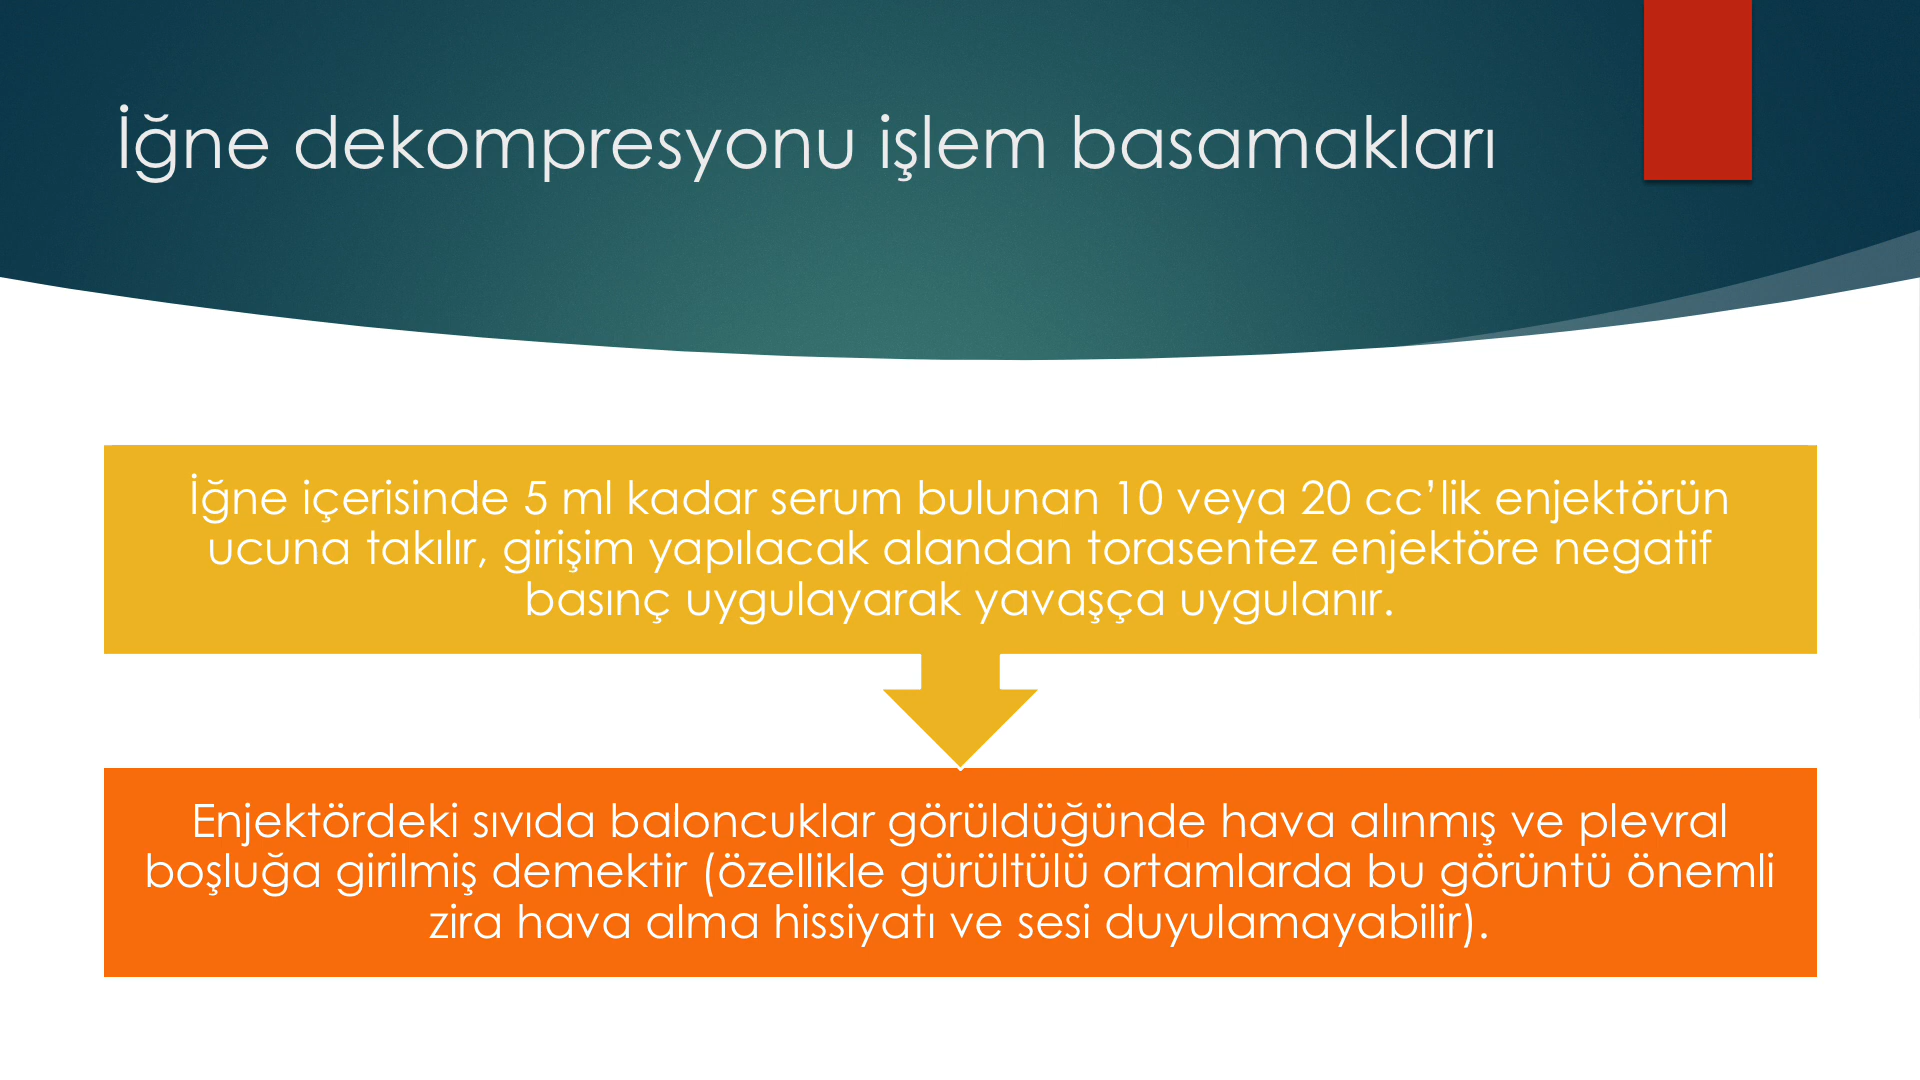 İğne dekompresyonu işlem basamakları
İğne içerisinde 5 ml kadar serum bulunan 10 veya 20 cc’lik enjektörün
ucuna takılır, girişim yapılacak alandan torasentez enjektöre negatif
basınç uygulayarak yavaşça uygulanır.
Enjektördeki sıvıda baloncuklar görüldüğünde hava alınmış ve plevral
boşluğa girilmiş demektir (özellikle gürültülü ortamlarda bu görüntü önemli
zira hava alma hissiyatı ve sesi duyulamayabilir).